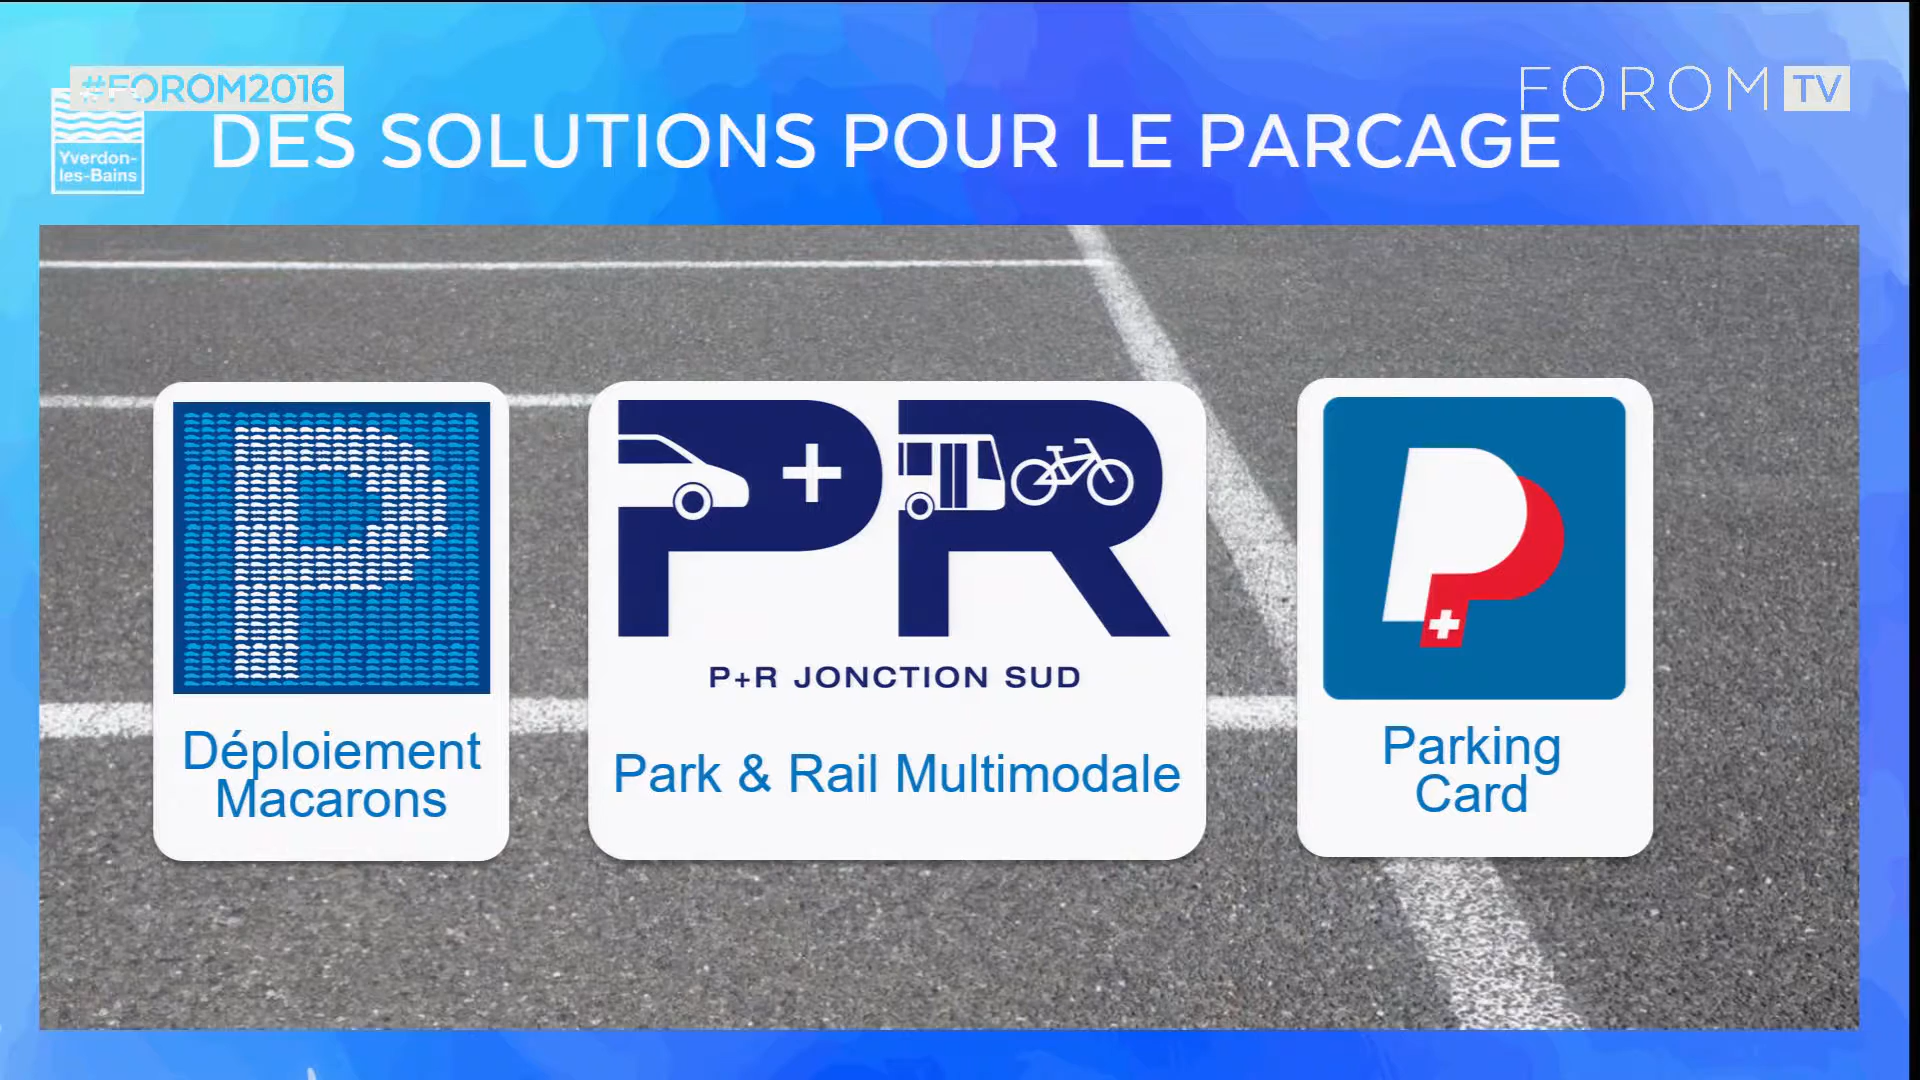 #FOROM2016
FOROM TV
Yverdon-
les-Bains
DES SOLUTIONS POUR LE PARCAGE
P
Déploiement
Macarons
P+R
P+R JONCTION SUD
Park & Rail Multimodale
P
Parking
Card